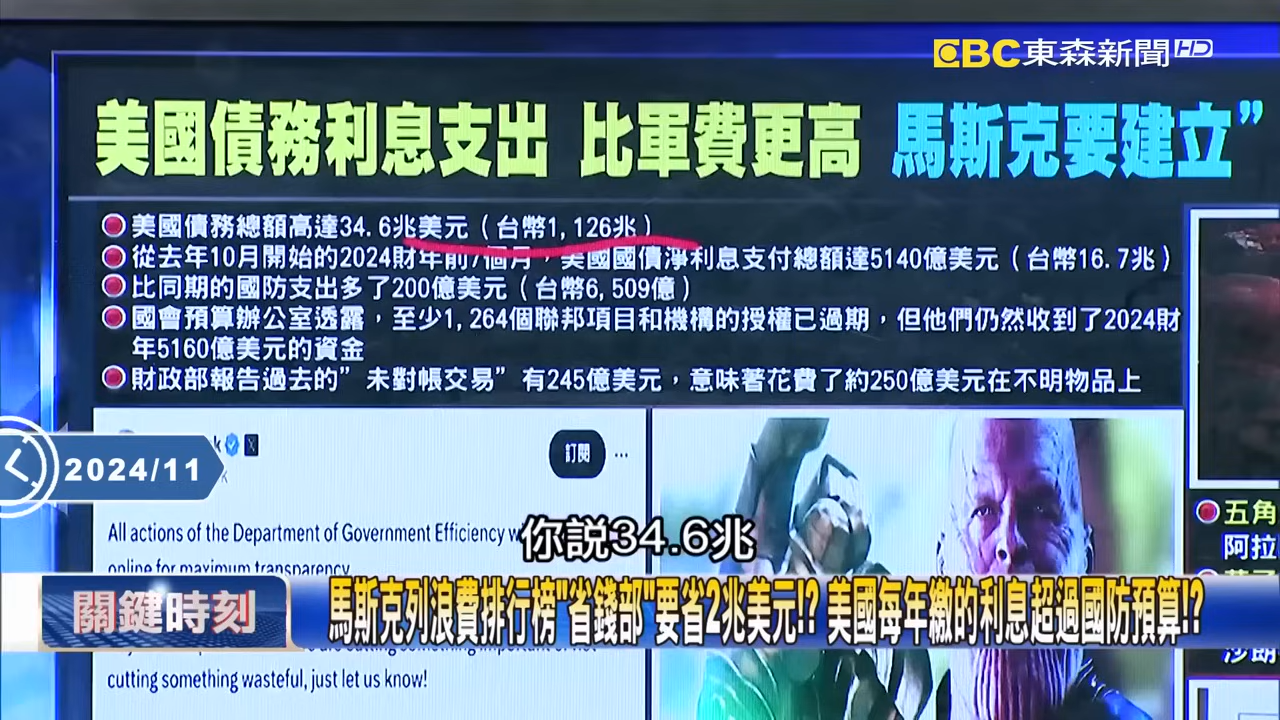 EBC東森新聞HD
美國債務利息支出 比軍費更高 馬斯克要建立"
美國債務總額高達34.6兆美元(台幣1,126兆)
從去年10月開始的2024財年前7個月,美國國債淨利息支付總額達5140億美元(台幣16.7兆)
比同期的國防支出多了200億美元(台幣6,509億)
國會預算辦公室透露,至少1,264個聯邦項目和機構的授權已過期,但他們仍然收到了2024財
年5160億美元的資金
財政部報告過去的"未對帳交易"有245億美元,意味著花費了約250億美元在不明物品上
訂閱
2024/11
All actions of the Department of Government Efficiency w
online for maximum transparency
cutting something wasteful, just let us know!
五角
阿拉
你説34.6兆
關鍵時刻
馬斯克列浪費排行榜"省錢部"要省2兆美元!? 美國每年繳的利息超過國防預算!?